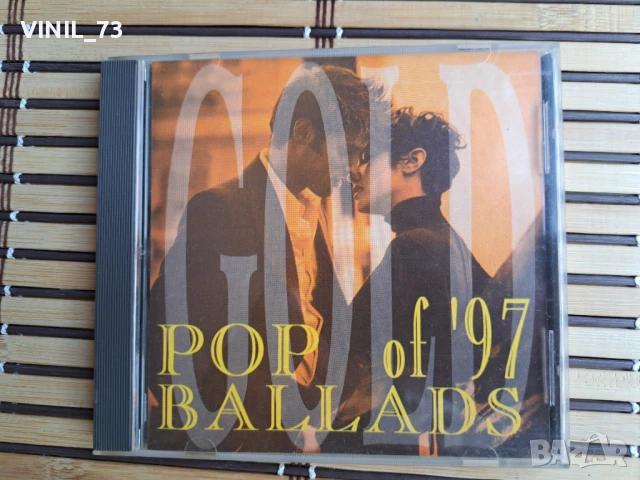 VINIL_73
GOLD
POP of '97
BALLADS
BAZAR